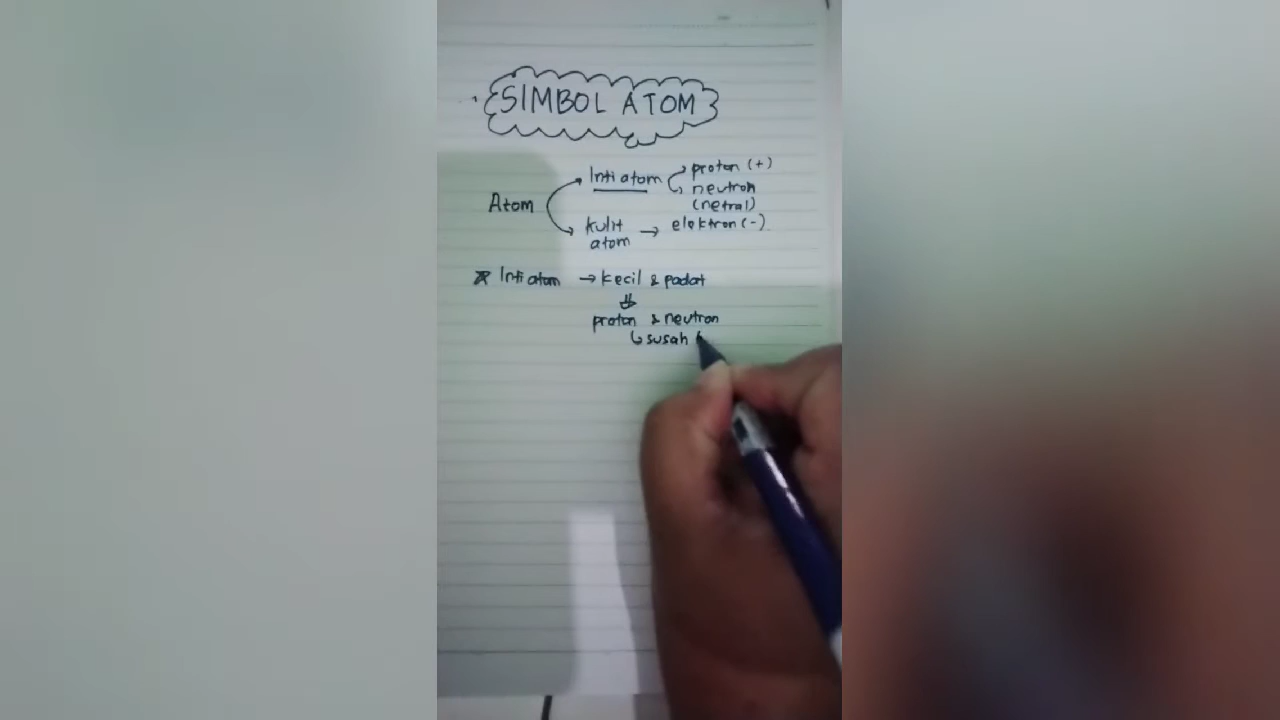 SIMBOL ATOM
Atom
Inti atom
proton (+)
neutron
(netral)
kulit
atom → elektron (-)
Inti atom → kecil & padat
⇓
proton & neutron
↳ susah